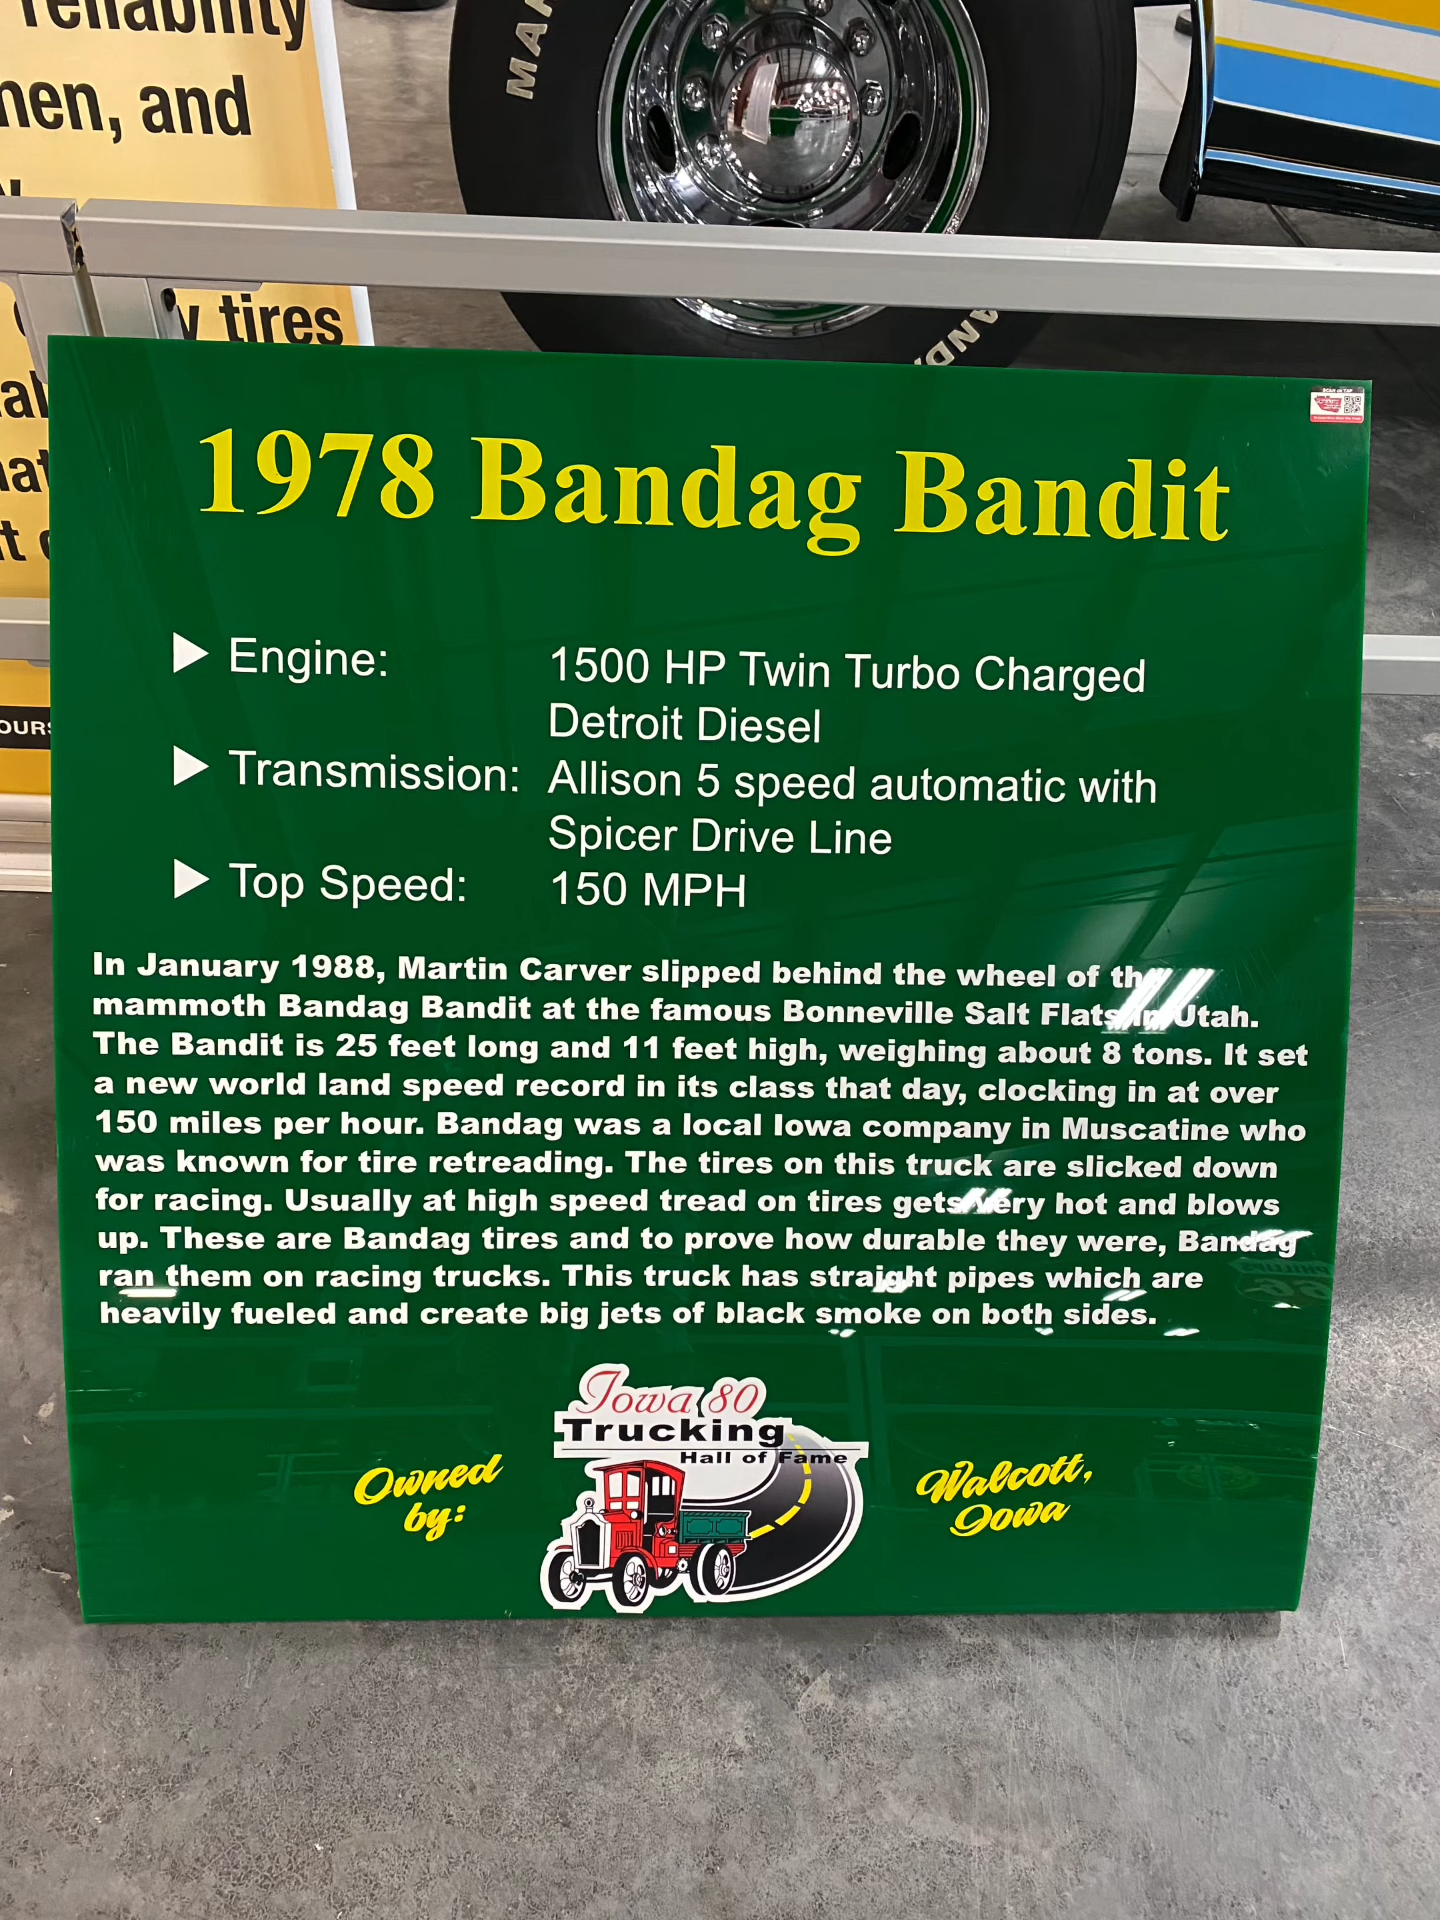 reliability
men, and
y tires
OURS
MAR
AND
SCAN or TAP
1978 Bandag Bandit
▶ Engine: 1500 HP Twin Turbo Charged
Detroit Diesel
▶ Transmission: Allison 5 speed automatic with
Spicer Drive Line
▶ Top Speed: 150 MPH
In January 1988, Martin Carver slipped behind the wheel of the
mammoth Bandag Bandit at the famous Bonneville Salt Flats in Utah.
The Bandit is 25 feet long and 11 feet high, weighing about 8 tons. It set
a new world land speed record in its class that day, clocking in at over
150 miles per hour. Bandag was a local Iowa company in Muscatine who
was known for tire retreading. The tires on this truck are slicked down
for racing. Usually at high speed tread on tires gets very hot and blows
up. These are Bandag tires and to prove how durable they were, Bandag
ran them on racing trucks. This truck has straight pipes which are
heavily fueled and create big jets of black smoke on both sides.
Iowa 80
Trucking
Hall of Fame
Owned
by:
Walcott,
Iowa